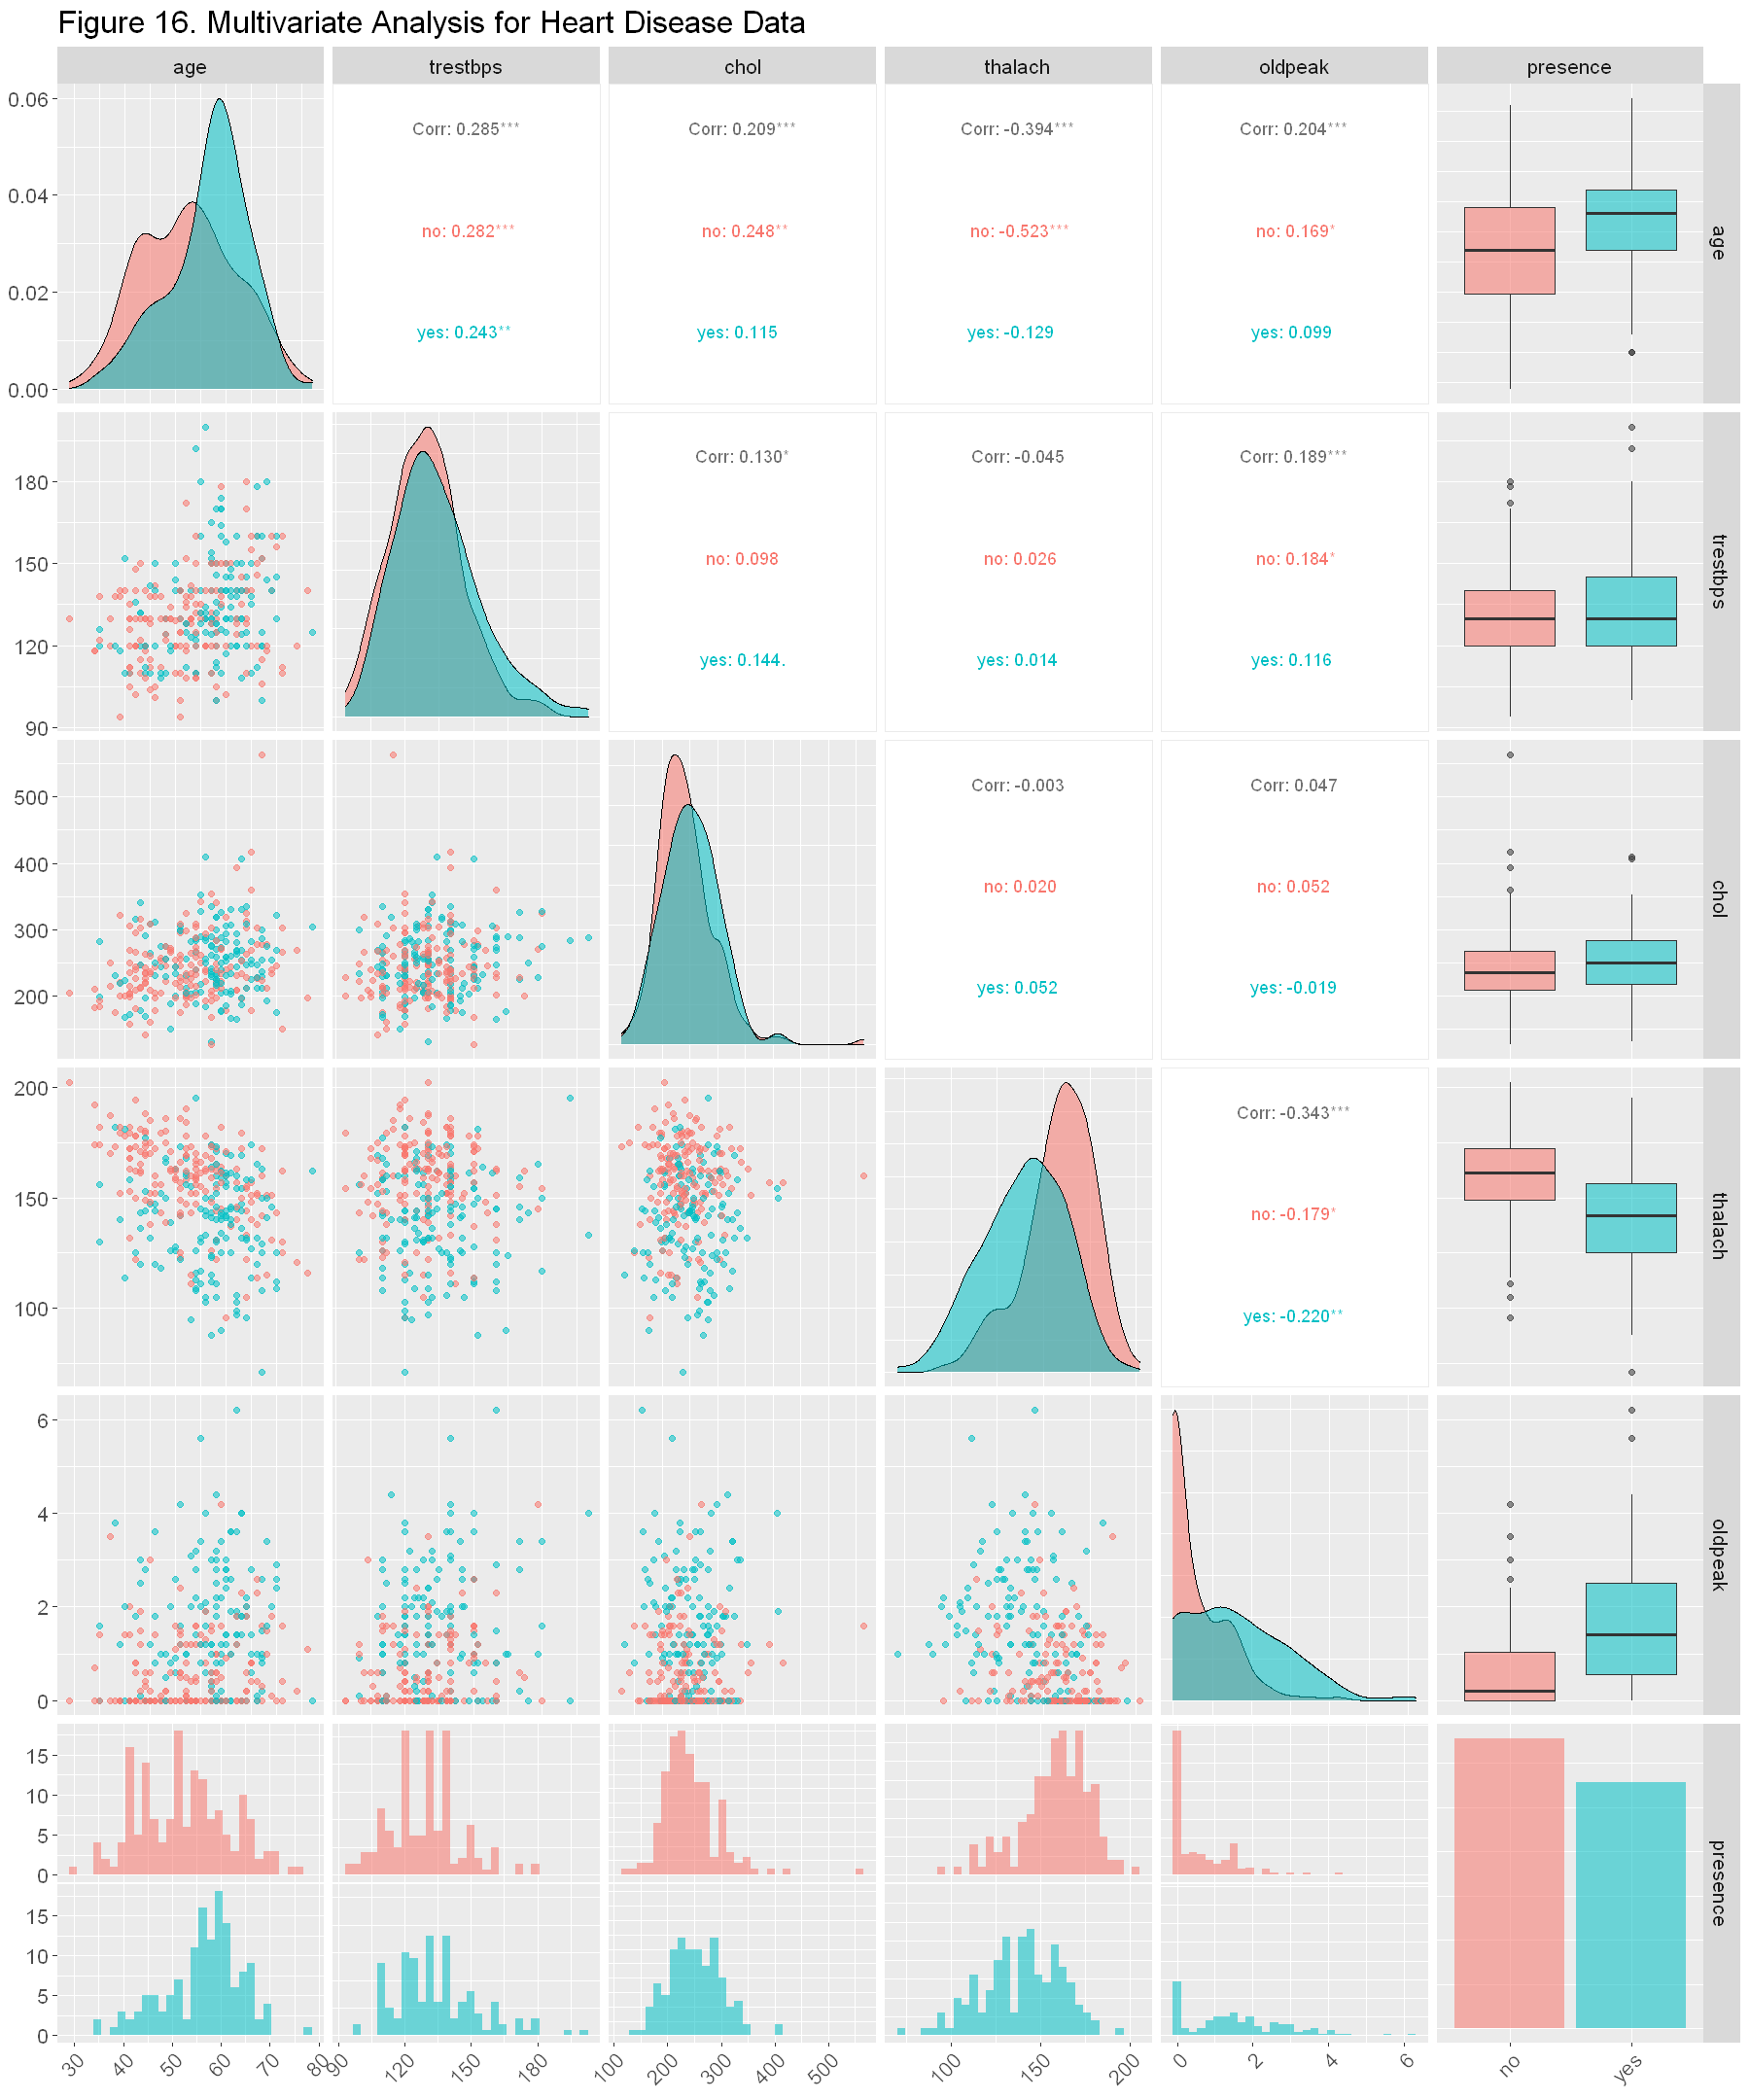 Figure 16. Multivariate Analysis for Heart Disease Data
age trestbps chol thalach oldpeak presence
0.06
0.04
0.02
0.00
Corr: 0.285*** Corr: 0.209*** Corr: -0.394*** Corr: 0.204***
no: 0.282*** no: 0.248** no: -0.523*** no: 0.169*
yes: 0.243** yes: 0.115 yes: -0.129 yes: 0.099
age
180
150
120
90
Corr: 0.130* Corr: -0.045 Corr: 0.189***
no: 0.098 no: 0.026 no: 0.184*
yes: 0.144. yes: 0.014 yes: 0.116
trestbps
500
400
300
200
Corr: -0.003 Corr: 0.047
no: 0.020 no: 0.052
yes: 0.052 yes: -0.019
chol
200
150
100
Corr: -0.343***
no: -0.179*
yes: -0.220**
thalach
6
4
2
0
oldpeak
15
10
5
0
15
10
5
0
presence
30 40 50 60 70 80 90 120 150 180 100 200 300 400 500 100 150 200 0 2 4 6 no yes